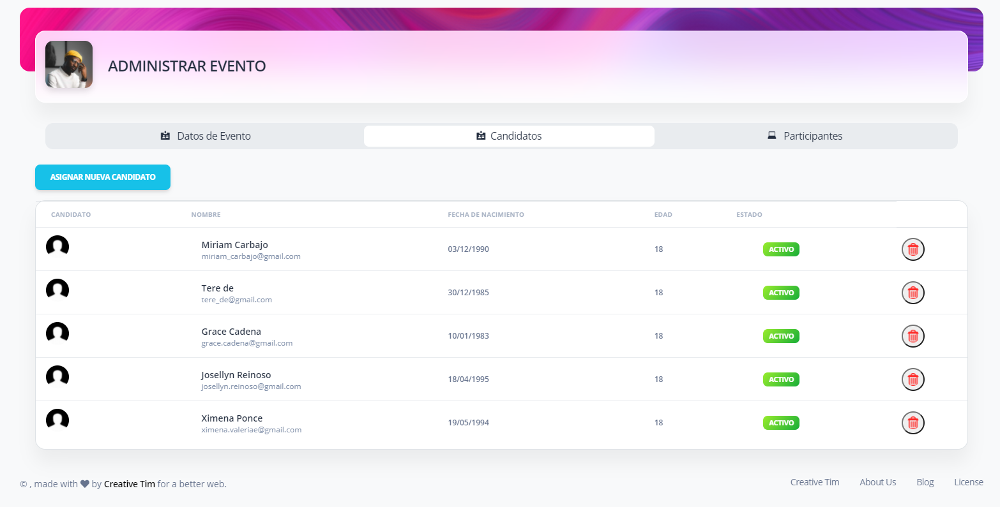 ADMINISTRAR EVENTO
Datos de Evento Candidatos Participantes
ASIGNAR NUEVA CANDIDATO
CANDIDATO NOMBRE FECHA DE NACIMIENTO EDAD ESTADO
Miriam Carbajo
miriam_carbajo@gmail.com
03/12/1990 18 ACTIVO
Tere de
tere_de@gmail.com
30/12/1985 18 ACTIVO
Grace Cadena
grace.cadena@gmail.com
10/01/1983 18 ACTIVO
Josellyn Reinoso
josellyn.reinoso@gmail.com
18/04/1995 18 ACTIVO
Ximena Ponce
ximena.valeriae@gmail.com
19/05/1994 18 ACTIVO
© , made with ♥ by Creative Tim for a better web.
Creative Tim About Us Blog License